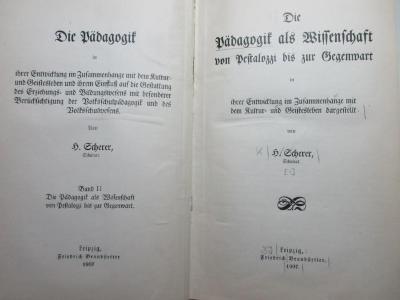 Die Pädagogik
in
ihrer Entwicklung im Zusammenhange mit dem Kultur-
und Geistesleben und ihrem Einfluß auf die Gestaltung
des Erziehungs- und Bildungswesens mit besonderer
Berücksichtigung der Volksschulpädagogik und des
Volksschulwesens.
Von
H. Scherer,
Schulrat
Band II
Die Pädagogik als Wissenschaft
von Pestalozzi bis zur Gegenwart.
Leipzig,
Friedrich Brandstetter
1907.
Die
Pädagogik als Wissenschaft
von Pestalozzi bis zur Gegenwart
in
ihrer Entwicklung im Zusammenhange mit
dem Kultur- und Geistesleben dargestellt
von
H. Scherer,
Schulrat
Leipzig,
Friedrich Brandstetter,
1907.